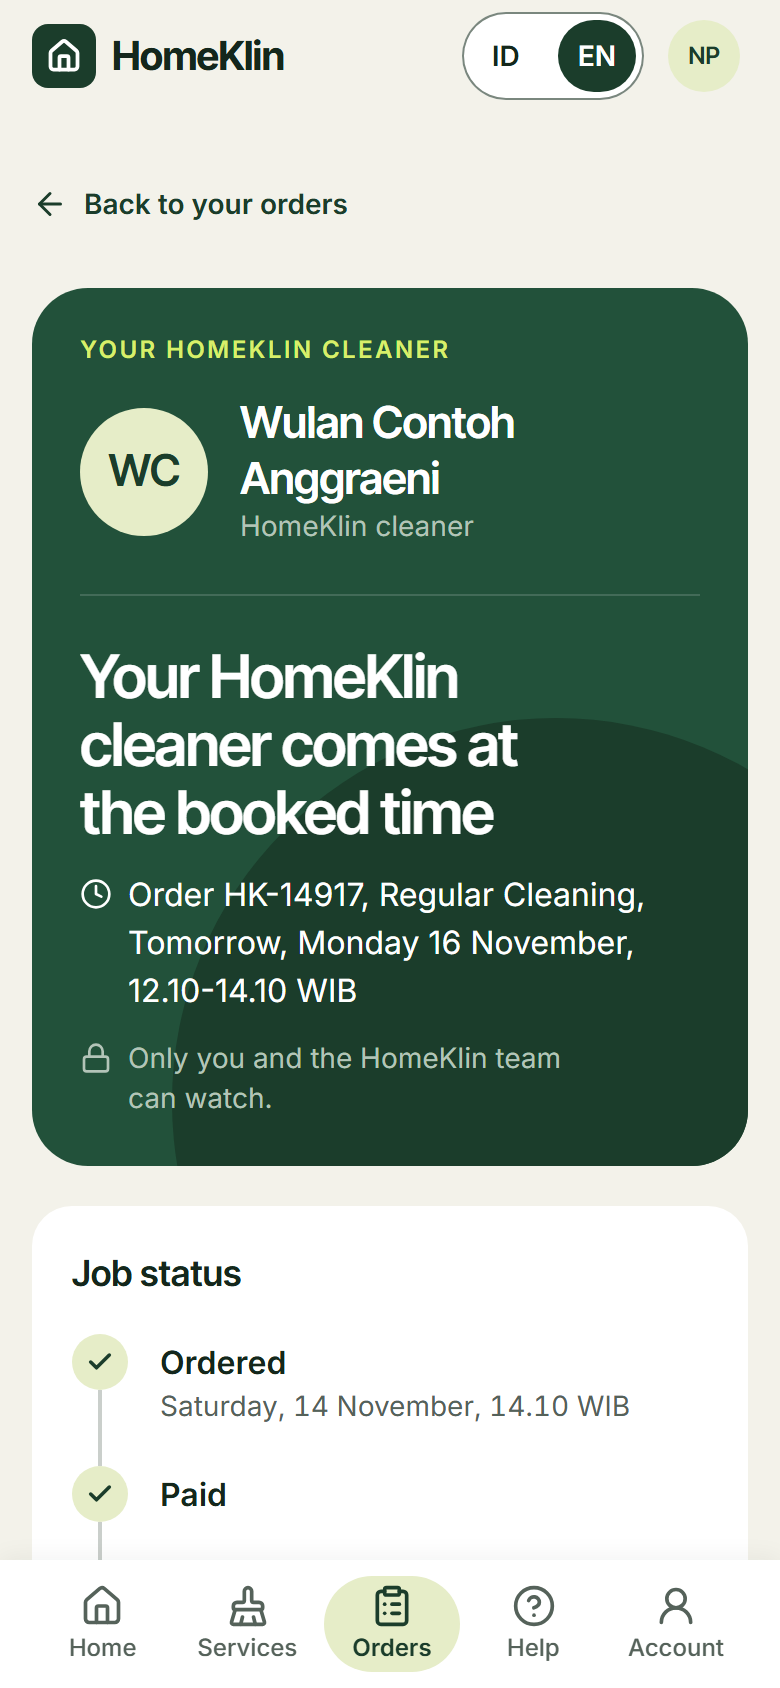 HomeKlin
ID
EN
NP
Back to your orders
YOUR HOMEKLIN CLEANER
WC
Wulan Contoh
Anggraeni
HomeKlin cleaner
Your HomeKlin
cleaner comes at
the booked time
Order HK-14917, Regular Cleaning,
Tomorrow, Monday 16 November,
12.10-14.10 WIB
Only you and the HomeKlin team
can watch.
Job status
Ordered
Saturday, 14 November, 14.10 WIB
Paid
Home
Services
Orders
Help
Account